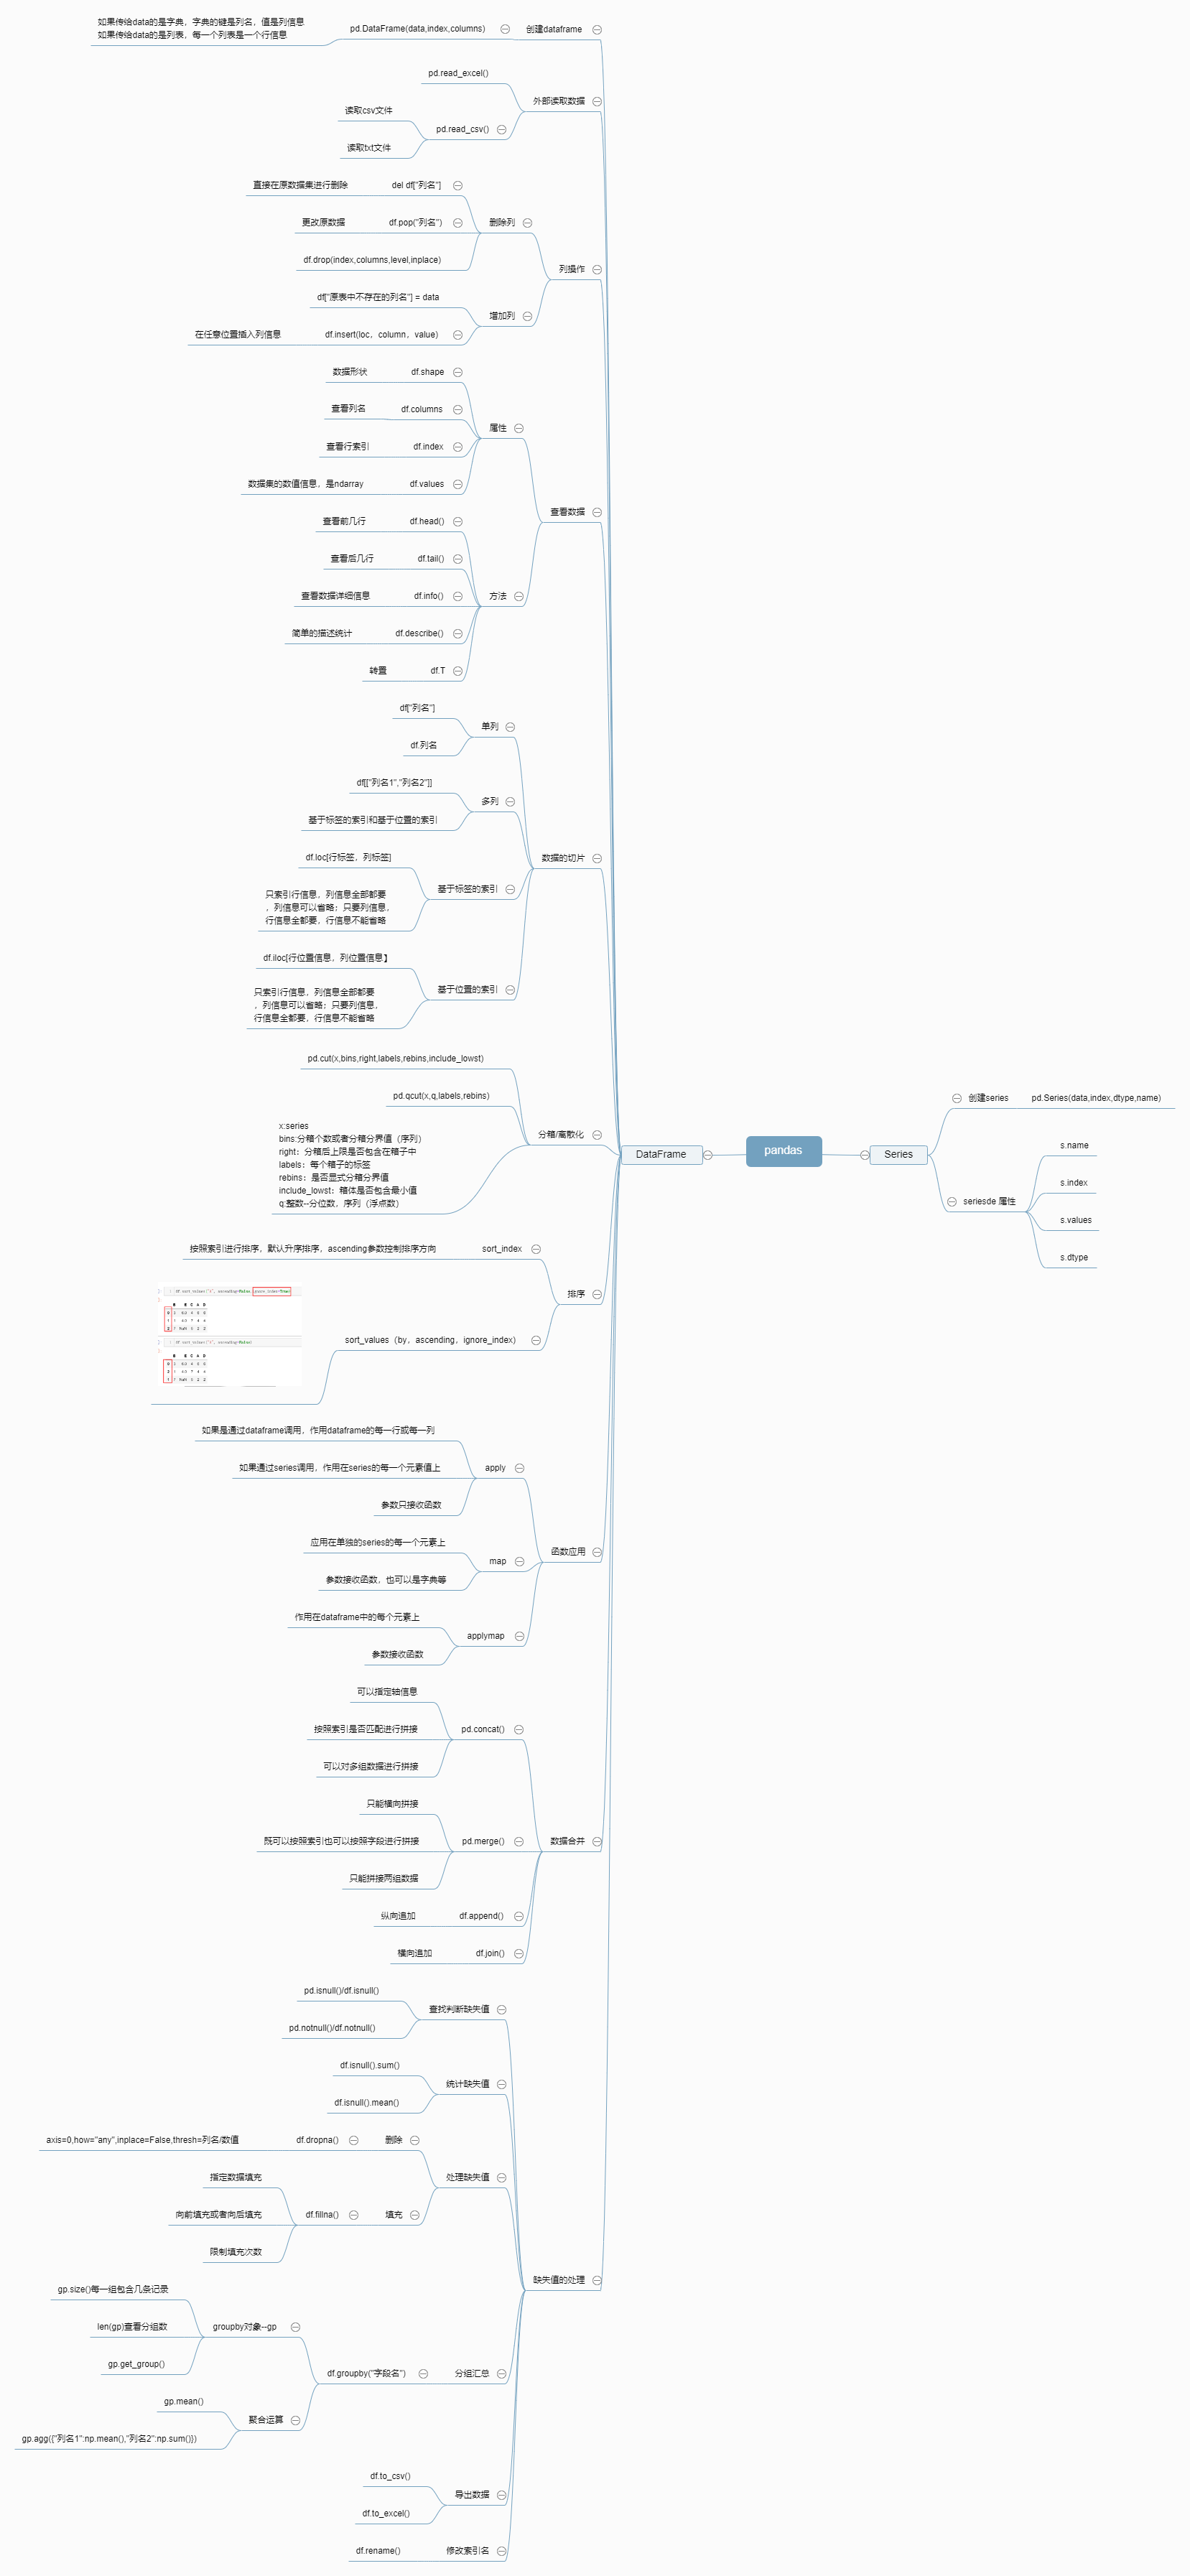 如果传给data的是字典，字典的键是列名，值是列信息
如果传给data的是列表，每一个列表是一个行信息
pd.DataFrame(data,index,columns)
创建dataframe
pd.read_excel()
外部读取数据
读取csv文件
pd.read_csv()
读取txt文件
直接在原数据集进行删除
del df["列名"]
更改原数据
df.pop("列名")
删除列
df.drop(index,columns,level,inplace)
列操作
df["原表中不存在的列名"] = data
增加列
在任意位置插入列信息
df.insert(loc，column，value)
数据形状
df.shape
查看列名
df.columns
属性
查看行索引
df.index
数据集的数值信息，是ndarray
df.values
查看数据
查看前几行
df.head()
查看后几行
df.tail()
查看数据详细信息
df.info()
方法
简单的描述统计
df.describe()
转置
df.T
df["列名"]
单列
df.列名
df[["列名1","列名2"]]
多列
基于标签的索引和基于位置的索引
数据的切片
df.loc[行标签，列标签]
基于标签的索引
只索引行信息，列信息全部都要
，列信息可以省略；只要列信息，
行信息全都要，行信息不能省略
df.iloc[行位置信息，列位置信息】
基于位置的索引
只索引行信息，列信息全部都要
，列信息可以省略；只要列信息，
行信息全都要，行信息不能省略
pd.cut(x,bins,right,labels,rebins,include_lowst)
pd.qcut(x,q,labels,rebins)
分箱/离散化
x:series
bins:分箱个数或者分箱分界值（序列）
right：分箱后上限是否包含在箱子中
labels：每个箱子的标签
rebins：是否显式分箱分界值
include_lowst：箱体是否包含最小值
q:整数--分位数，序列（浮点数）
DataFrame
pandas
Series
创建series
pd.Series(data,index,dtype,name)
s.name
s.index
seriesde 属性
s.values
s.dtype
按照索引进行排序，默认升序排序，ascending参数控制排序方向
sort_index
排序
sort_values（by，ascending，ignore_index）
如果是通过dataframe调用，作用dataframe的每一行或每一列
如果通过series调用，作用在series的每一个元素值上
apply
参数只接收函数
函数应用
应用在单独的series的每一个元素上
map
参数接收函数，也可以是字典等
作用在dataframe中的每个元素上
applymap
参数接收函数
可以指定轴信息
按照索引是否匹配进行拼接
pd.concat()
可以对多组数据进行拼接
只能横向拼接
既可以按照索引也可以按照字段进行拼接
pd.merge()
数据合并
只能拼接两组数据
纵向追加
df.append()
横向追加
df.join()
pd.isnull()/df.isnull()
查找判断缺失值
pd.notnull()/df.notnull()
df.isnull().sum()
统计缺失值
df.isnull().mean()
axis=0,how="any",inplace=False,thresh=列名/数值
df.dropna()
删除
处理缺失值
指定数据填充
向前填充或者向后填充
df.fillna()
填充
限制填充次数
缺失值的处理
gp.size()每一组包含几条记录
len(gp)查看分组数
groupby对象--gp
gp.get_group()
df.groupby("字段名")
分组汇总
gp.mean()
聚合运算
gp.agg({"列名1":np.mean(),"列名2":np.sum()})
df.to_csv()
导出数据
df.to_excel()
df.rename()
修改索引名